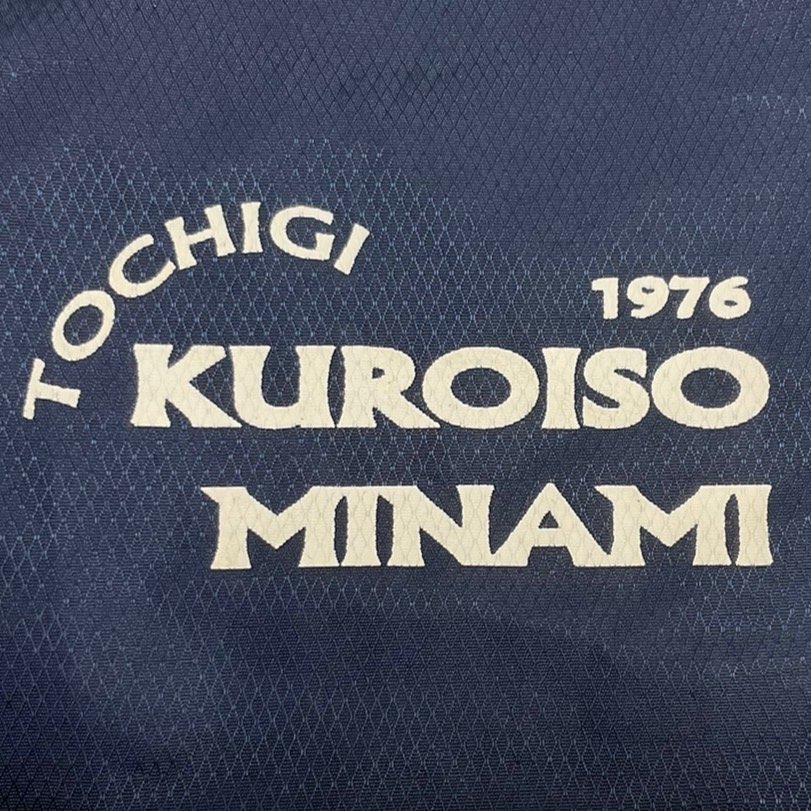 TOCHIGI
1976
KUROISO
MINAMI